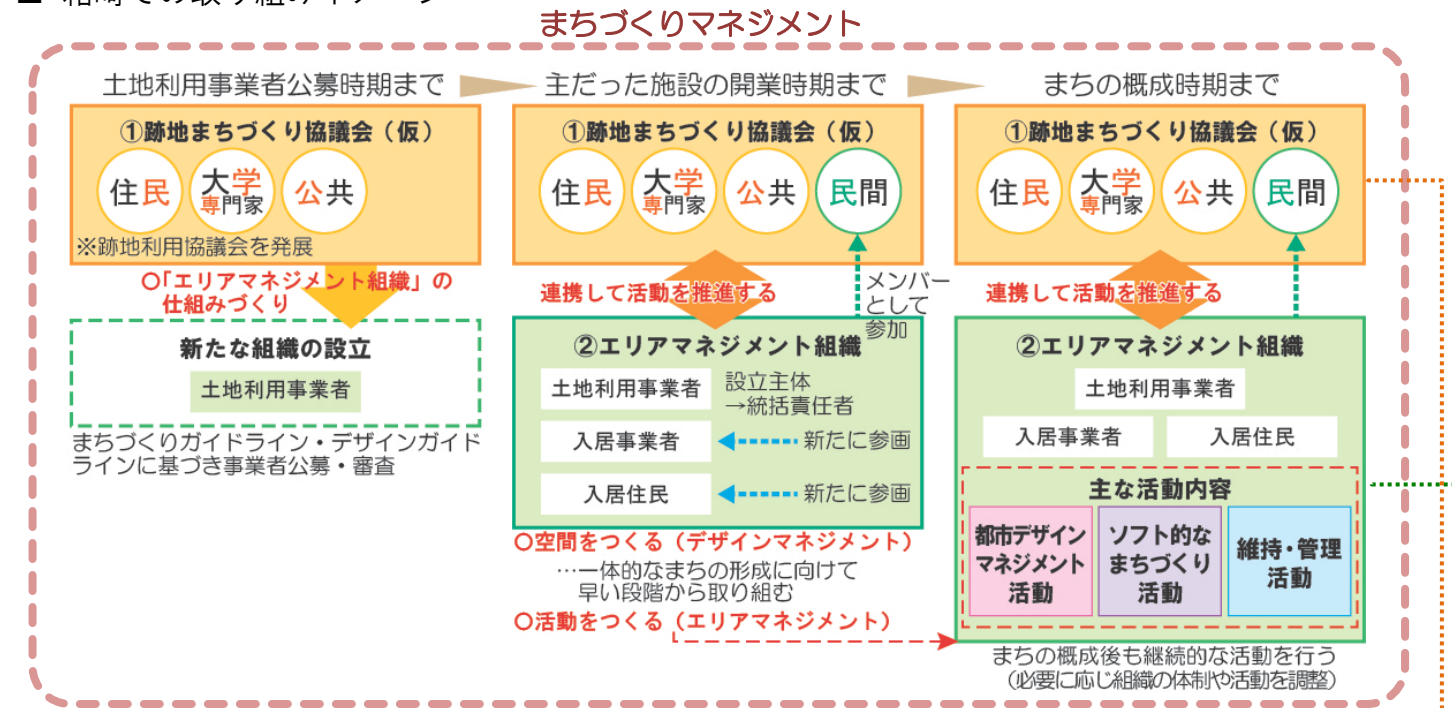 まちづくりマネジメント
土地利用事業者公募時期まで
①跡地まちづくり協議会（仮）
住民
大学
専門家
公共
※跡地利用協議会を発展
〇「エリアマネジメント組織」の
仕組みづくり
新たな組織の設立
土地利用事業者
まちづくりガイドライン・デザインガイド
ラインに基づき事業者公募・審査
主だった施設の開業時期まで
①跡地まちづくり協議会（仮）
住民
大学
専門家
公共
民間
連携して活動を推進する
メンバー
として
参加
②エリアマネジメント組織
土地利用事業者
設立主体
→統括責任者
入居事業者
新たに参画
入居住民
新たに参画
〇空間をつくる（デザインマネジメント）
…一体的なまちの形成に向けて
早い段階から取り組む
〇活動をつくる（エリアマネジメント）
まちの概成時期まで
①跡地まちづくり協議会（仮）
住民
大学
専門家
公共
民間
連携して活動を推進する
②エリアマネジメント組織
土地利用事業者
入居事業者
入居住民
主な活動内容
都市デザイン
マネジメント
活動
ソフト的な
まちづくり
活動
維持・管理
活動
まちの概成後も継続的な活動を行う
（必要に応じ組織の体制や活動を調整）